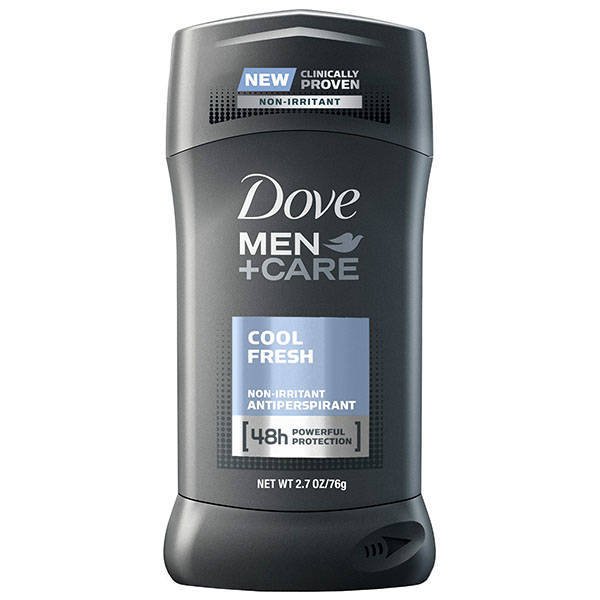 NEW CLINICALLY
PROVEN
NON-IRRITANT
Dove
MEN
+CARE
COOL
FRESH
NON-IRRITANT
ANTIPERSPIRANT
[48h POWERFUL
PROTECTION]
NET WT 2.7 OZ/76g